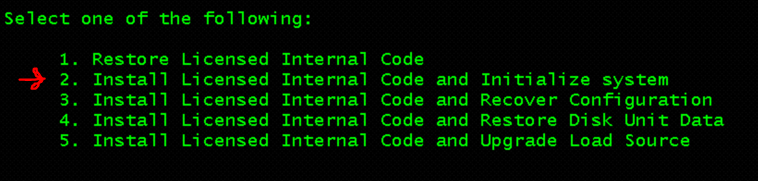 Select one of the following:
1. Restore Licensed Internal Code
2. Install Licensed Internal Code and Initialize system
3. Install Licensed Internal Code and Recover Configuration
4. Install Licensed Internal Code and Restore Disk Unit Data
5. Install Licensed Internal Code and Upgrade Load Source